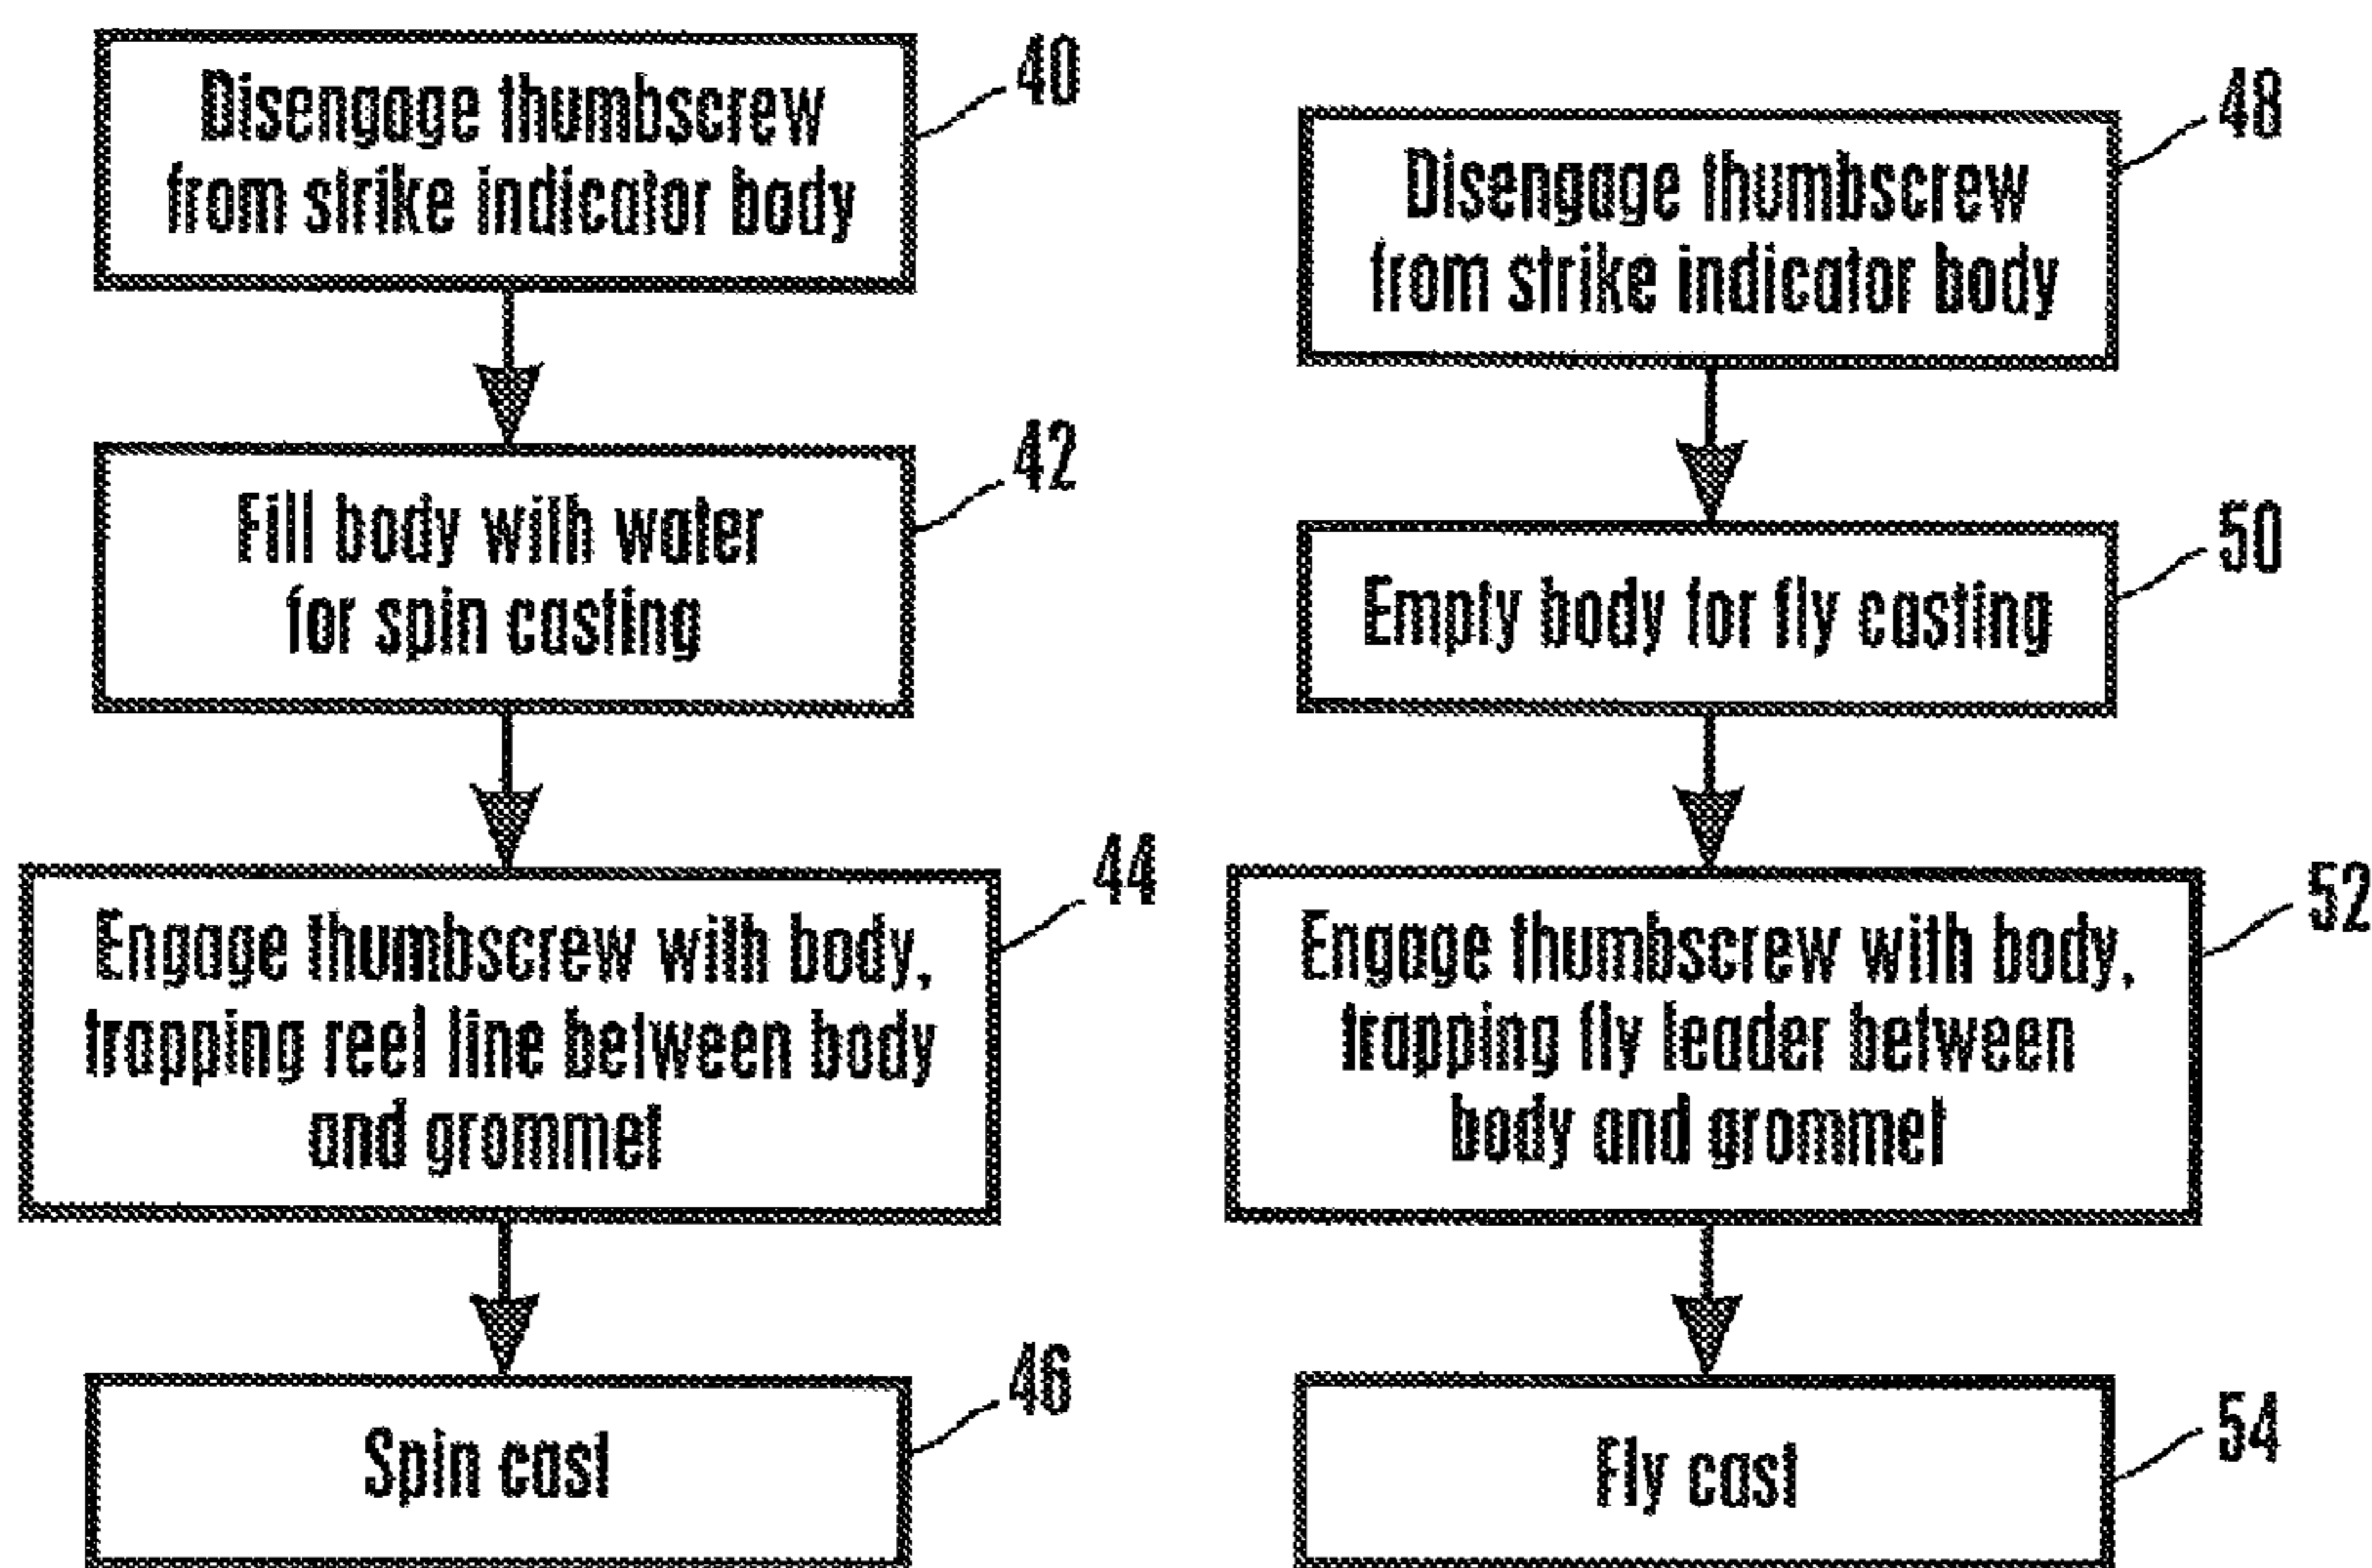 40
Disengage thumbscrew
from strike indicator body
42
Fill body with water
for spin casting
44
Engage thumbscrew with body,
trapping reel line between body
and grommet
46
Spin cast
48
Disengage thumbscrew
from strike indicator body
50
Empty body for fly casting
52
Engage thumbscrew with body,
trapping fly leader between
body and grommet
54
Fly cast